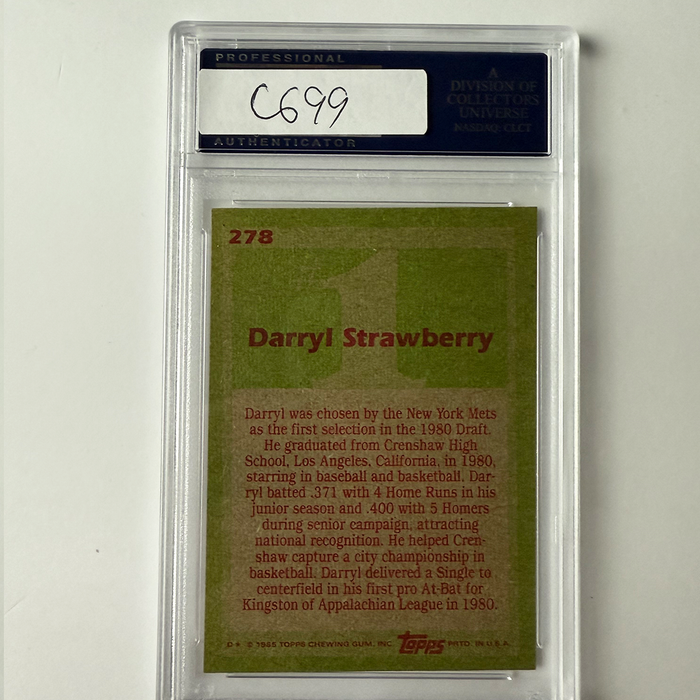 PROFESSIONAL
C699
AUTHENTICATOR
A
DIVISION OF
COLLECTORS
UNIVERSE
NASDAQ: CLCT
278
1
Darryl Strawberry
Darryl was chosen by the New York Mets
as the first selection in the 1980 Draft.
He graduated from Crenshaw High
School, Los Angeles, California, in 1980,
starring in baseball and basketball. Dar-
ryl batted .371 with 4 Home Runs in his
junior season and .400 with 5 Homers
during senior campaign, attracting
national recognition. He helped Cren-
shaw capture a city championship in
basketball. Darryl delivered a Single to
centerfield in his first pro At-Bat for
Kingston of Appalachian League in 1980.
D* © 1985 TOPPS CHEWING GUM, INC. Topps PRTD. IN U.S.A.